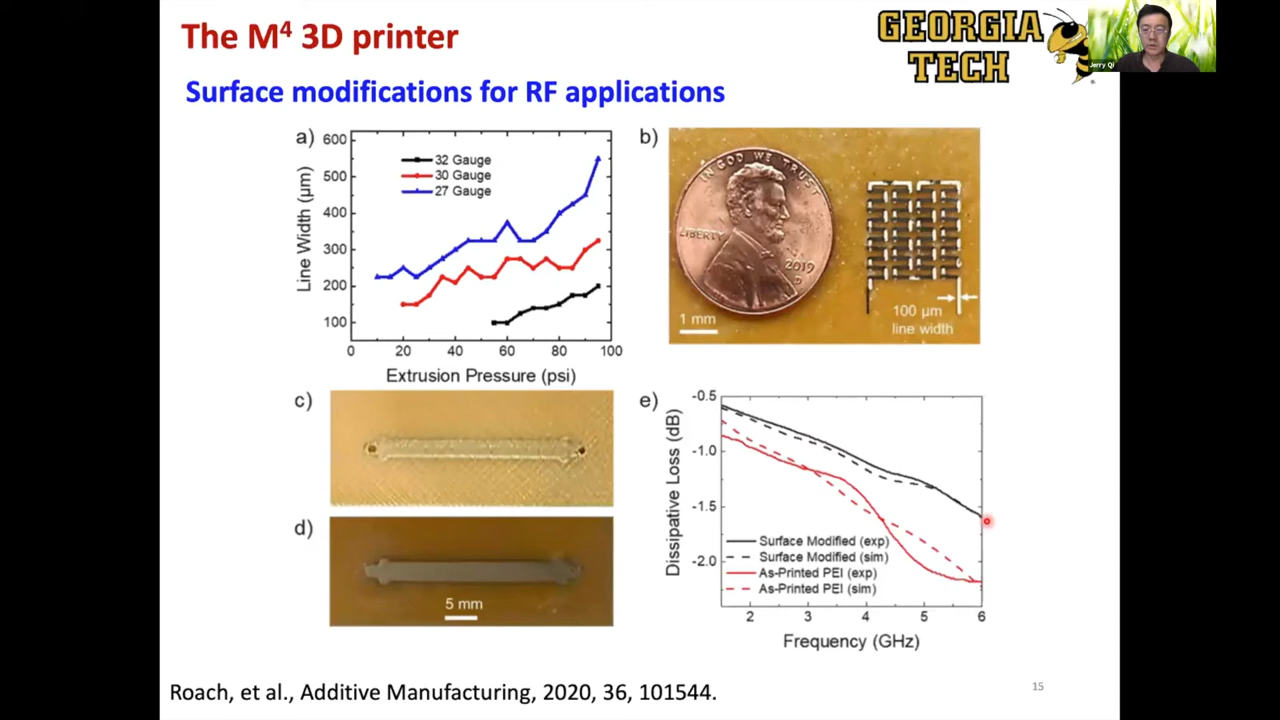 The M⁴ 3D printer
GEORGIA
TECH
Jerry Qi
Surface modifications for RF applications
a)
600
500
400
300
200
100
Line Width (µm)
32 Gauge
30 Gauge
27 Gauge
0 20 40 60 80 100
Extrusion Pressure (psi)
b)
IN GOD WE TRUST
LIBERTY
2019
D
1 mm
100 µm
line width
c)
d)
5 mm
e)
-0.5
-1.0
-1.5
-2.0
Dissipative Loss (dB)
Surface Modified (exp)
Surface Modified (sim)
As-Printed PEI (exp)
As-Printed PEI (sim)
2 3 4 5 6
Frequency (GHz)
Roach, et al., Additive Manufacturing, 2020, 36, 101544.
15